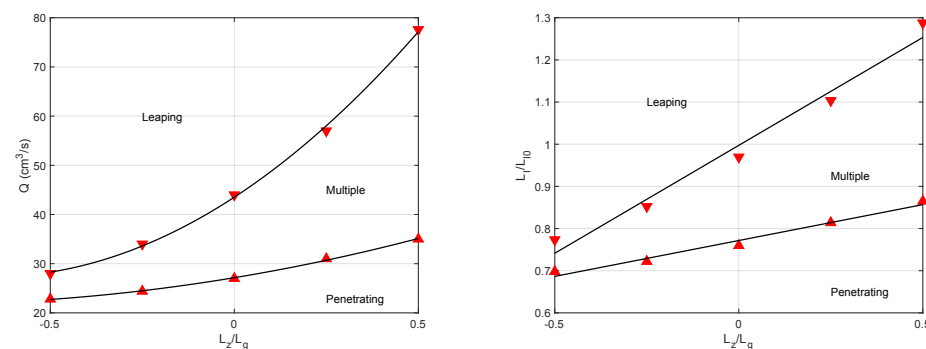 80
70
60
50
40
30
20
Q (cm³/s)
Leaping
Multiple
Penetrating
-0.5
0
0.5
L_z/L_g
1.3
1.2
1.1
1
0.9
0.8
0.7
0.6
L_I/L_I0
Leaping
Multiple
Penetrating
-0.5
0
0.5
L_z/L_g